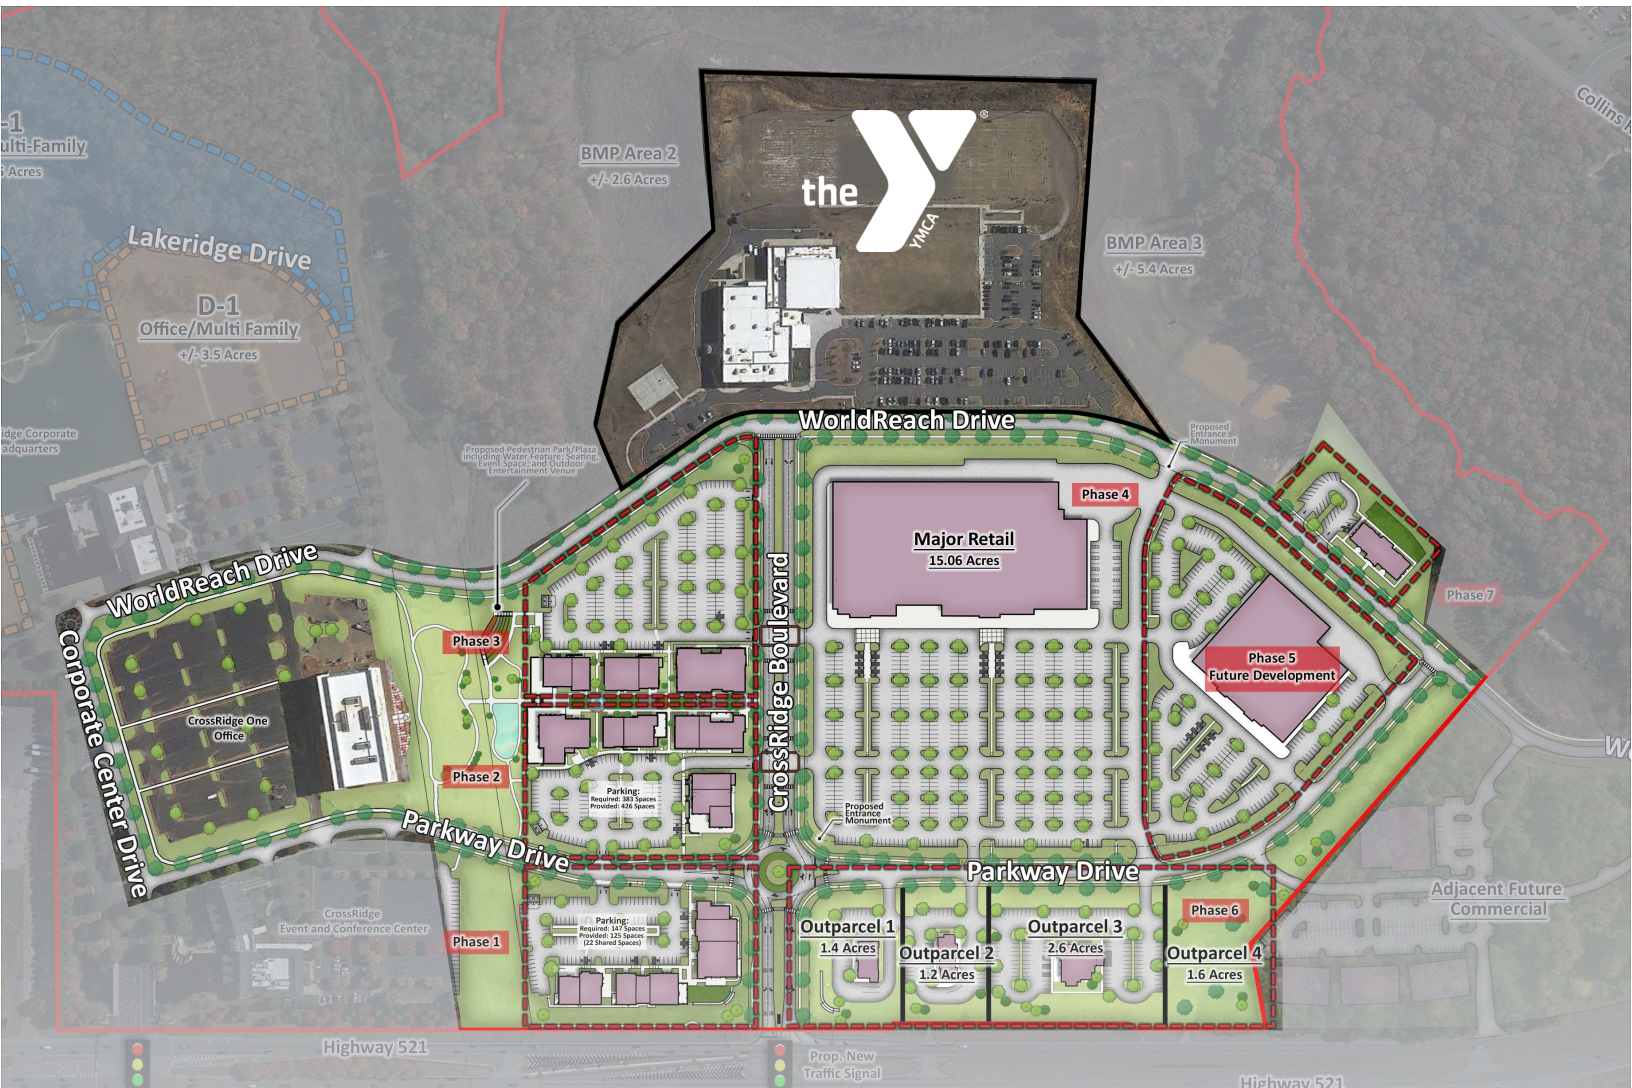 Collins R
-1
ulti-Family
5 Acres
BMP Area 2
+/- 2.6 Acres
the
YMCA
®
BMP Area 3
+/- 5.4 Acres
Lakeridge Drive
D-1
Office/Multi Family
+/- 3.5 Acres
idge Corporate
eadquarters
WorldReach Drive
Proposed
Entrance
Monument
Proposed Pedestrian Park/Plaza
including Water Feature, Seating,
Event Space, and Outdoor
Entertainment Venue
Phase 4
Major Retail
15.06 Acres
WorldReach Drive
Corporate Center Drive
CrossRidge Boulevard
Phase 7
Phase 3
Phase 5
Future Development
CrossRidge One
Office
Phase 2
Parking:
Required: 383 Spaces
Provided: 426 Spaces
Proposed
Entrance
Monument
Parkway Drive
Parkway Drive
Adjacent Future
Commercial
CrossRidge
Event and Conference Center
Phase 1
Parking:
Required: 147 Spaces
Provided: 125 Spaces
(22 Shared Spaces)
Outparcel 1
1.4 Acres
Outparcel 2
1.2 Acres
Outparcel 3
2.6 Acres
Phase 6
Outparcel 4
1.6 Acres
Highway 521
Prop. New
Traffic Signal
Highway 521